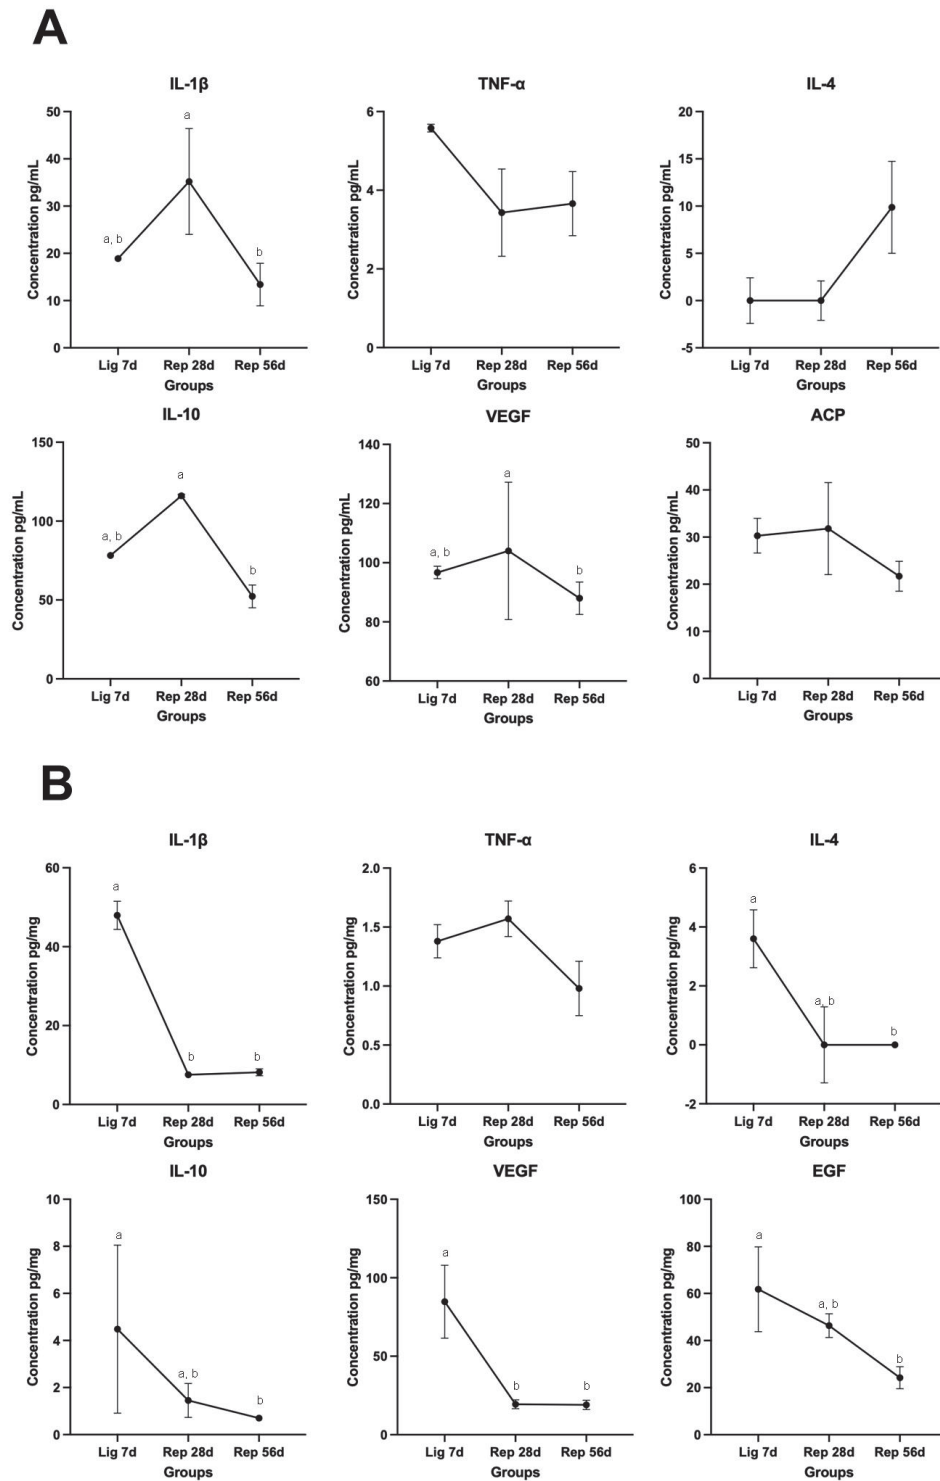 A
IL-1β
Concentration pg/mL
50
40
30
20
10
0
a, b
a
b
Lig 7d Rep 28d Rep 56d
Groups
TNF-α
Concentration pg/mL
6
4
2
0
Lig 7d Rep 28d Rep 56d
Groups
IL-4
Concentration pg/mL
20
15
10
5
0
-5
Lig 7d Rep 28d Rep 56d
Groups
IL-10
Concentration pg/mL
150
100
50
0
a, b
a
b
Lig 7d Rep 28d Rep 56d
Groups
VEGF
Concentration pg/mL
140
120
100
80
60
a, b
a
b
Lig 7d Rep 28d Rep 56d
Groups
ACP
Concentration pg/mL
50
40
30
20
10
0
Lig 7d Rep 28d Rep 56d
Groups
B
IL-1β
Concentration pg/mg
60
40
20
0
a
b
b
Lig 7d Rep 28d Rep 56d
Groups
TNF-α
Concentration pg/mg
2.0
1.5
1.0
0.5
0.0
Lig 7d Rep 28d Rep 56d
Groups
IL-4
Concentration pg/mg
6
4
2
0
-2
a
a, b
b
Lig 7d Rep 28d Rep 56d
Groups
IL-10
Concentration pg/mg
10
8
6
4
2
0
a
a, b
b
Lig 7d Rep 28d Rep 56d
Groups
VEGF
Concentration pg/mg
150
100
50
0
a
b
b
Lig 7d Rep 28d Rep 56d
Groups
EGF
Concentration pg/mg
100
80
60
40
20
0
a
a, b
b
Lig 7d Rep 28d Rep 56d
Groups